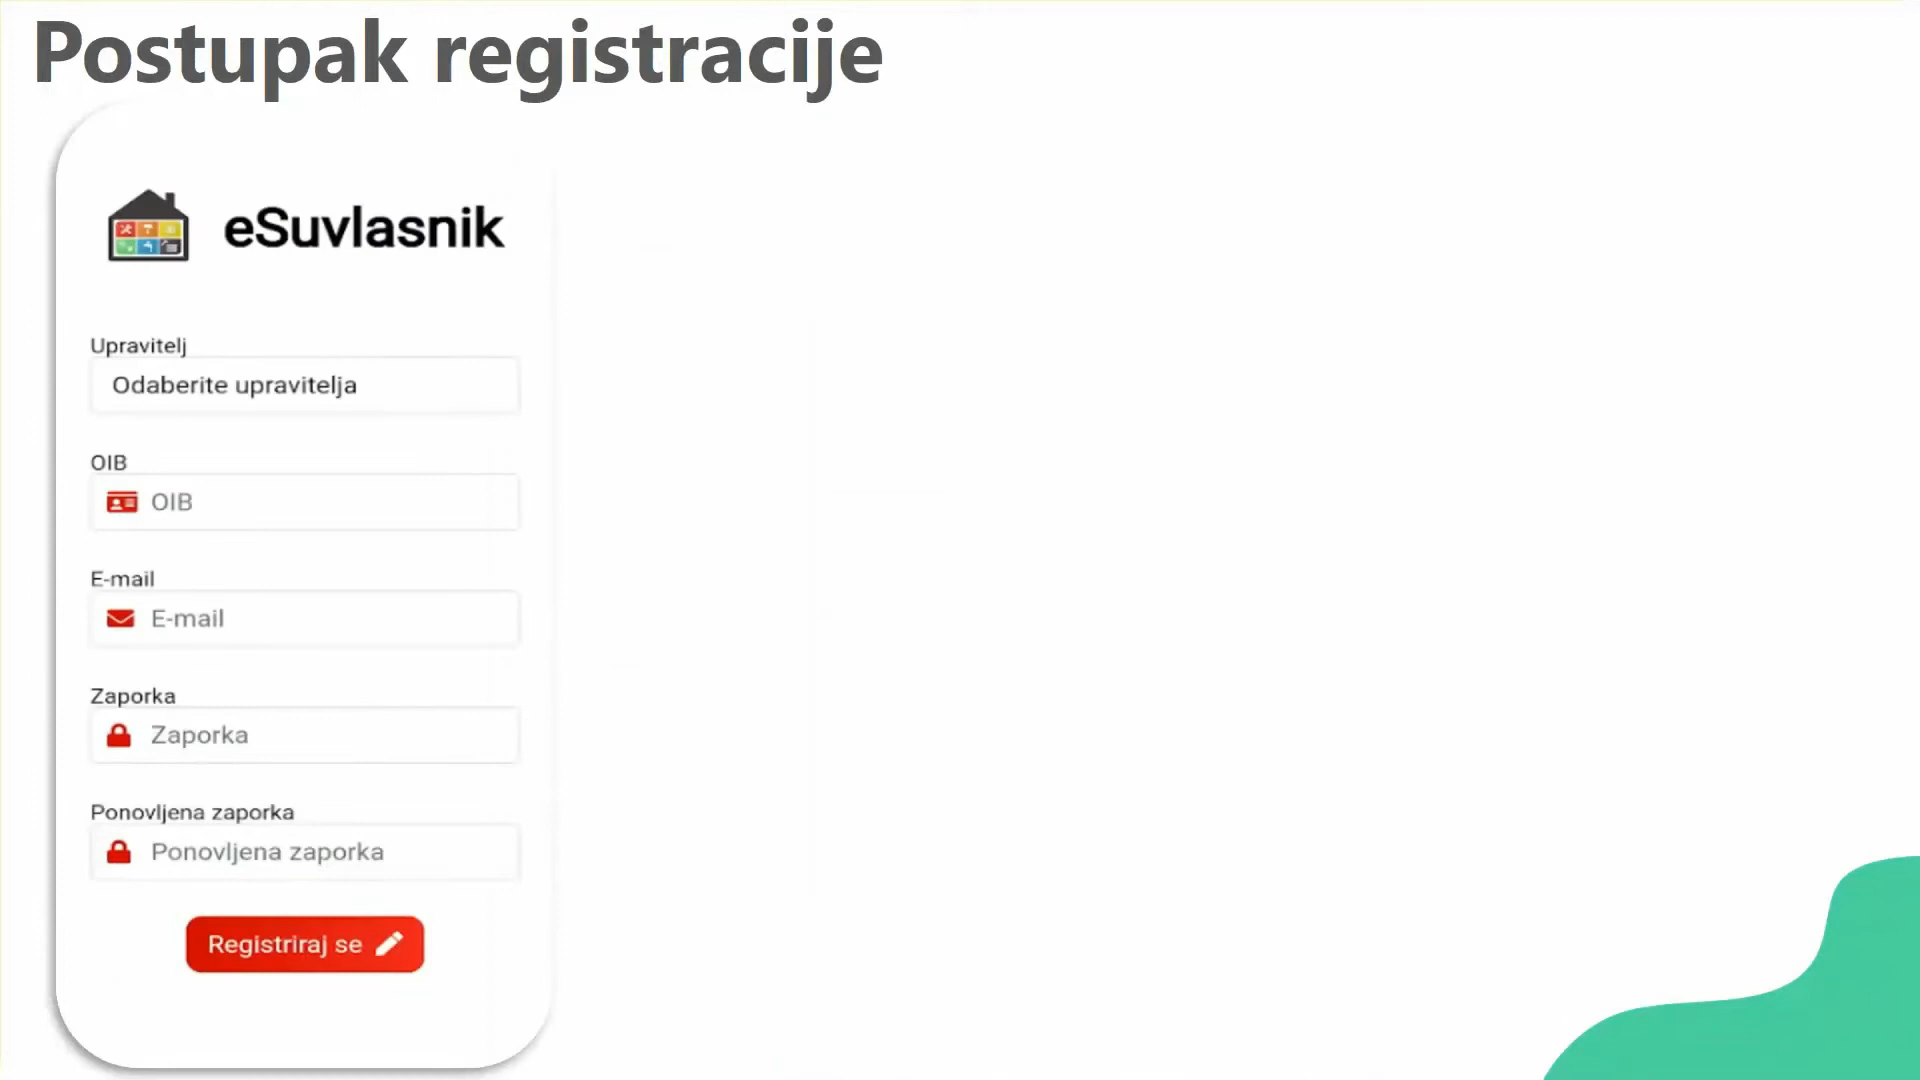 Postupak registracije
eSuvlasnik
Upravitelj
Odaberite upravitelja
OIB
OIB
E-mail
E-mail
Zaporka
Zaporka
Ponovljena zaporka
Ponovljena zaporka
Registriraj se